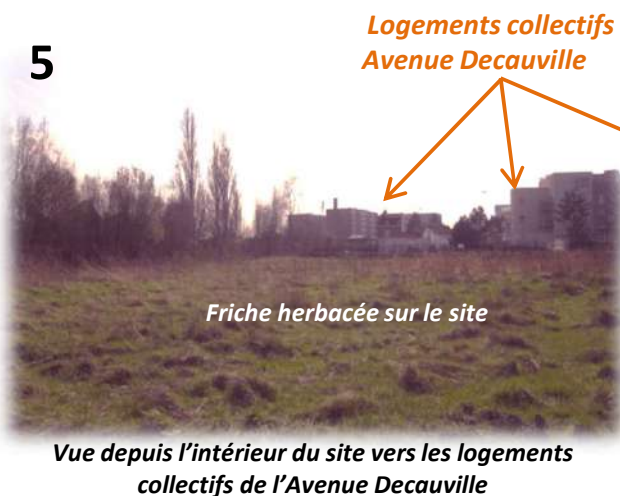 Logements collectifs
Avenue Decauville
5
Friche herbacée sur le site
Vue depuis l'intérieur du site vers les logements
collectifs de l'Avenue Decauville